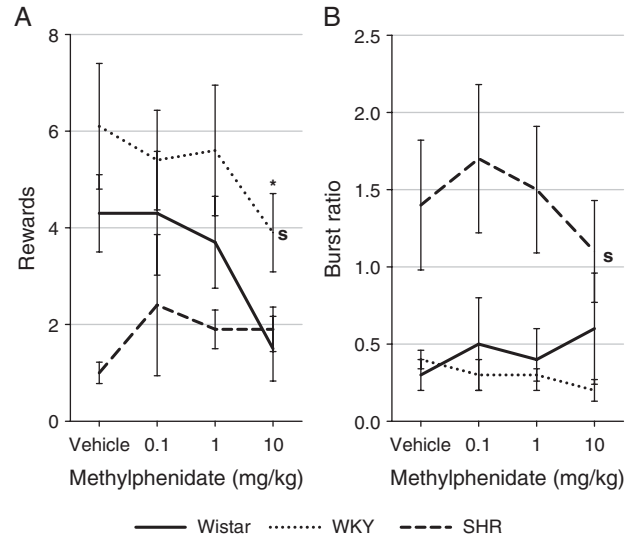 A
B
Rewards
8
6
4
2
0
*
s
Vehicle 0.1 1 10
Methylphenidate (mg/kg)
Burst ratio
2.5
2.0
1.5
1.0
0.5
0.0
s
Vehicle 0.1 1 10
Methylphenidate (mg/kg)
Wistar WKY SHR